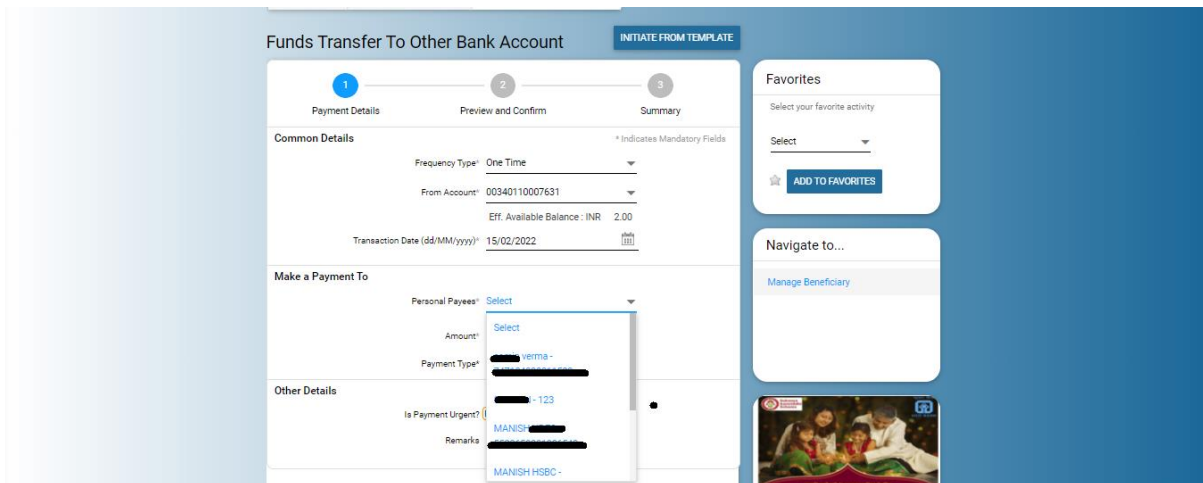 Funds Transfer To Other Bank Account
INITIATE FROM TEMPLATE
1
2
3
Payment Details
Preview and Confirm
Summary
Common Details
* Indicates Mandatory Fields
Frequency Type* One Time
From Account* 00340110007631
Eff. Available Balance : INR 2.00
Transaction Date (dd/MM/yyyy)* 15/02/2022
Make a Payment To
Personal Payees* Select
Select
Amount*
verma -
Payment Type*
Other Details
- 123
Is Payment Urgent?
MANISH
Remarks
MANISH HSBC -
Favorites
Select your favorite activity
Select
ADD TO FAVORITES
Navigate to...
Manage Beneficiary